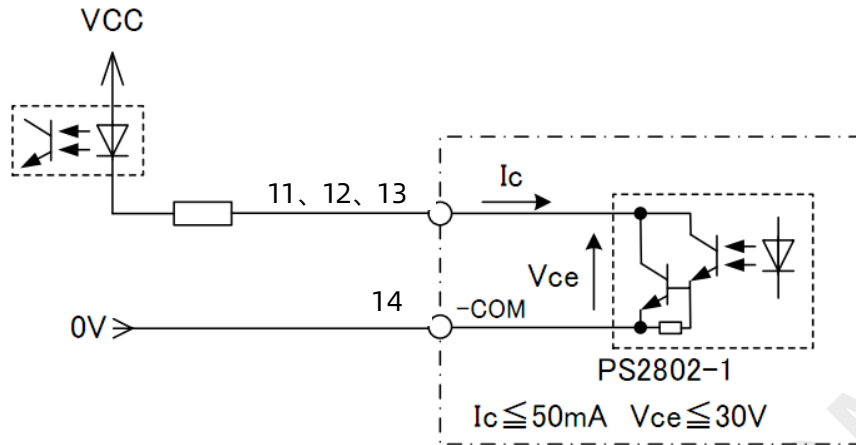 VCC
11、12、13
Ic
Vce
14
-COM
0V
PS2802-1
Ic≦50mA Vce≦30V